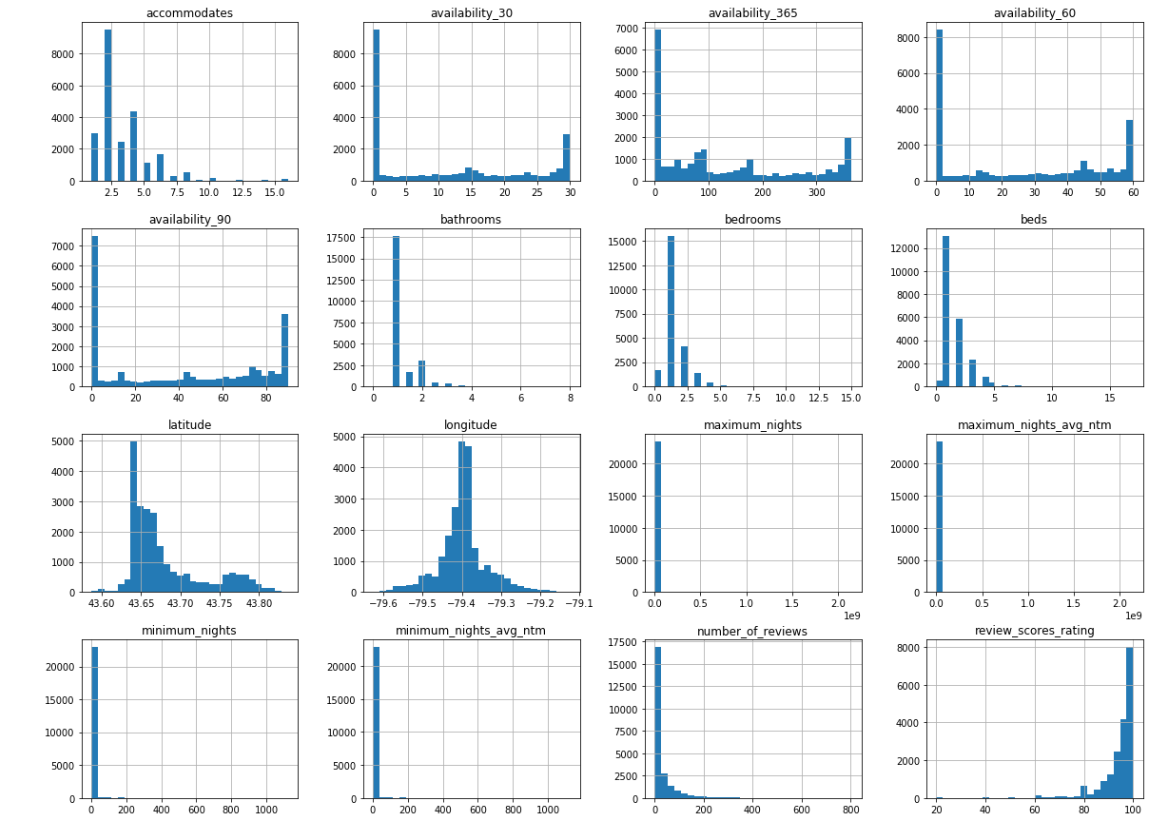 accommodates
8000
6000
4000
2000
0
2.5 5.0 7.5 10.0 12.5 15.0
availability_30
8000
6000
4000
2000
0
0 5 10 15 20 25 30
availability_365
7000
6000
5000
4000
3000
2000
1000
0
0 100 200 300
availability_60
8000
6000
4000
2000
0
0 10 20 30 40 50 60
availability_90
7000
6000
5000
4000
3000
2000
1000
0
0 20 40 60 80
bathrooms
17500
15000
12500
10000
7500
5000
2500
0
0 2 4 6 8
bedrooms
15000
12500
10000
7500
5000
2500
0
0.0 2.5 5.0 7.5 10.0 12.5 15.0
beds
12000
10000
8000
6000
4000
2000
0
0 5 10 15
latitude
5000
4000
3000
2000
1000
0
43.60 43.65 43.70 43.75 43.80
longitude
5000
4000
3000
2000
1000
0
−79.6 −79.5 −79.4 −79.3 −79.2 −79.1
maximum_nights
20000
15000
10000
5000
0
0.0 0.5 1.0 1.5 2.0
1e9
maximum_nights_avg_ntm
20000
15000
10000
5000
0
0.0 0.5 1.0 1.5 2.0
1e9
minimum_nights
20000
15000
10000
5000
0
0 200 400 600 800 1000
minimum_nights_avg_ntm
20000
15000
10000
5000
0
0 200 400 600 800 1000
number_of_reviews
17500
15000
12500
10000
7500
5000
2500
0
0 200 400 600 800
review_scores_rating
8000
6000
4000
2000
0
20 40 60 80 100